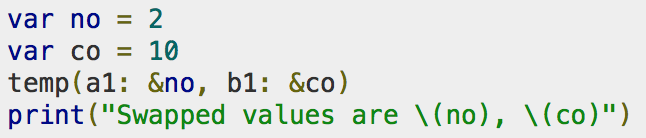 var no = 2
var co = 10
temp(a1: &no, b1: &co)
print("Swapped values are \(no), \(co)")